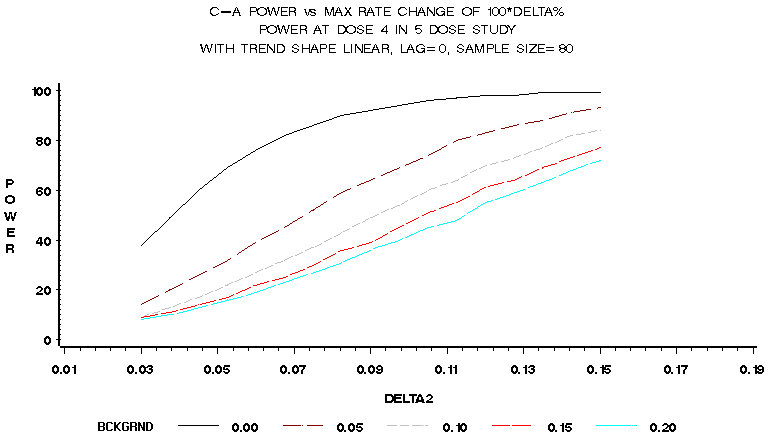 C-A POWER vs MAX RATE CHANGE OF 100*DELTA%
POWER AT DOSE 4 IN 5 DOSE STUDY
WITH TREND SHAPE LINEAR, LAG=0, SAMPLE SIZE=90
100
80
60
40
20
0
POWER
0.01 0.03 0.05 0.07 0.09 0.11 0.13 0.15 0.17 0.19
DELTA2
BCKGRND 0.00 0.05 0.10 0.15 0.20